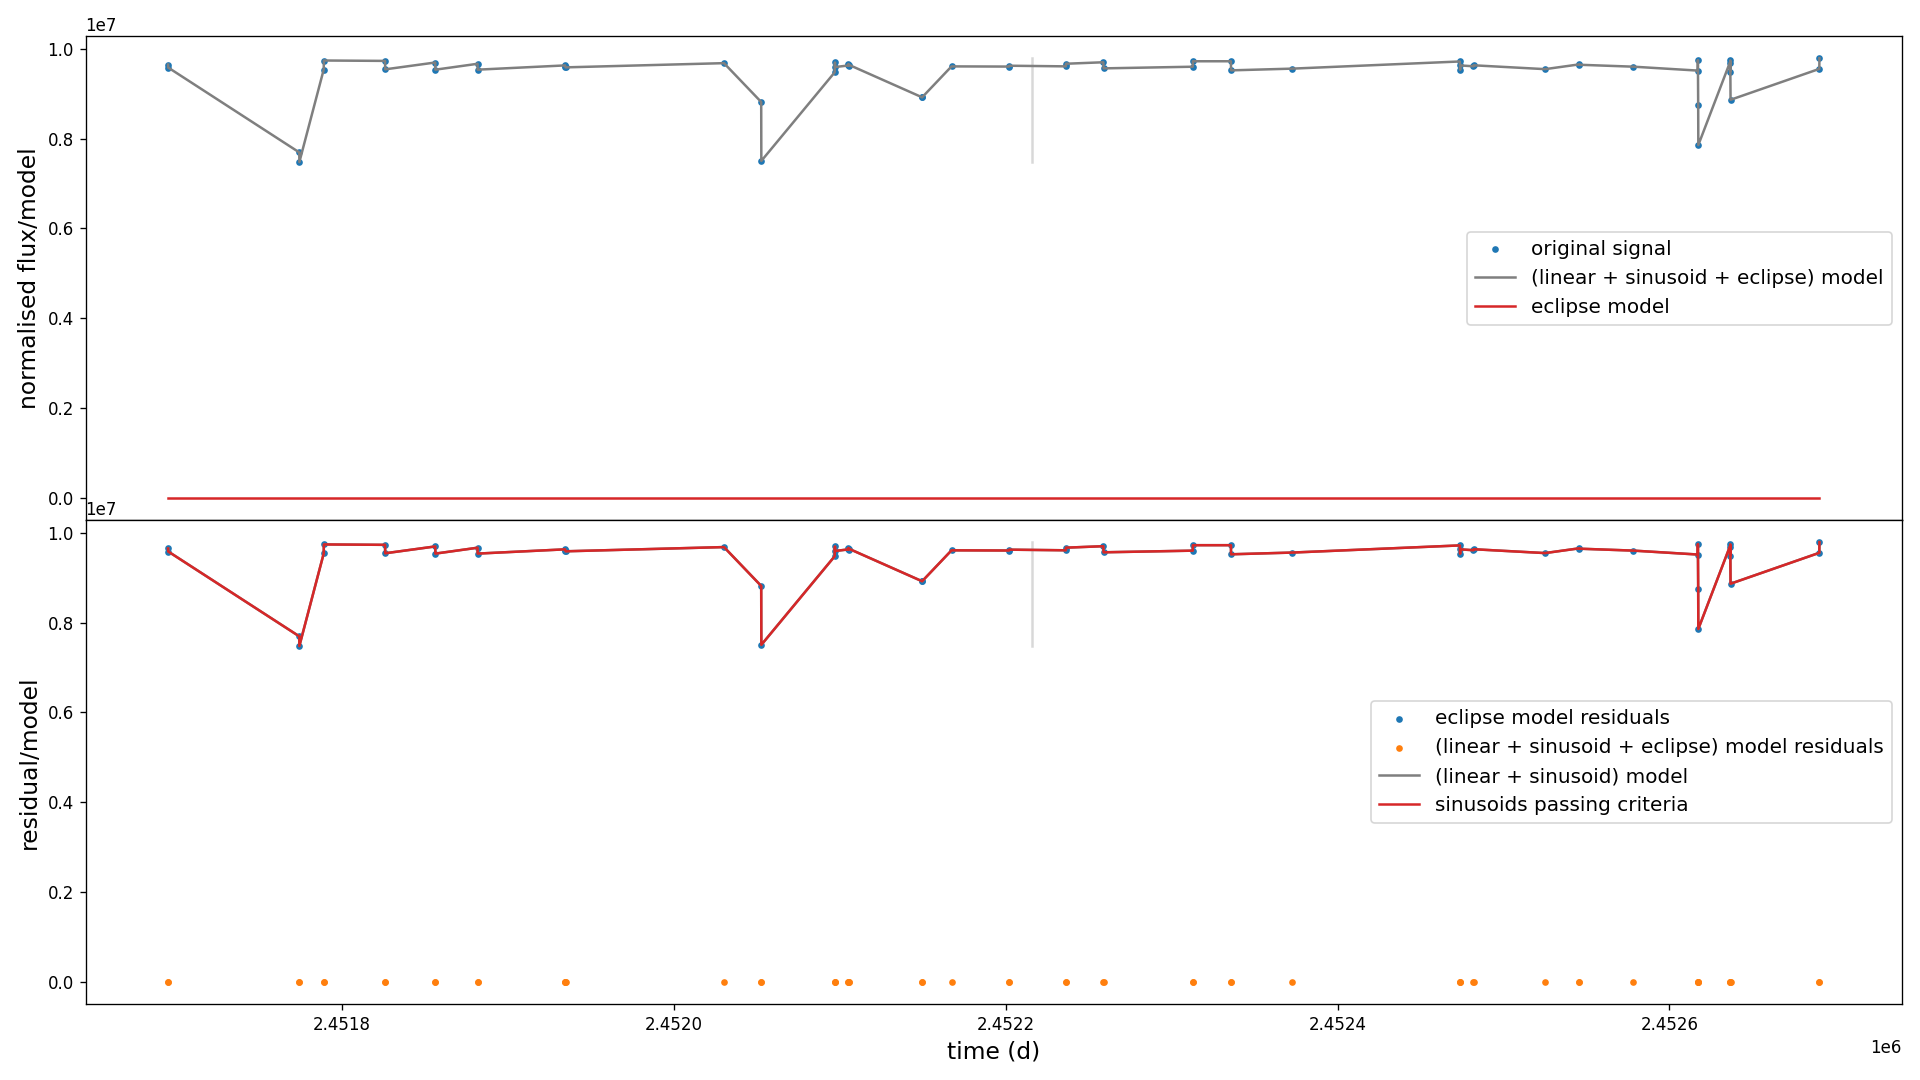 1e7
1.0
0.8
0.6
0.4
0.2
0.0
normalised flux/model
original signal
(linear + sinusoid + eclipse) model
eclipse model
1e7
1.0
0.8
0.6
0.4
0.2
0.0
residual/model
eclipse model residuals
(linear + sinusoid + eclipse) model residuals
(linear + sinusoid) model
sinusoids passing criteria
2.4518 2.4520 2.4522 2.4524 2.4526
1e6
time (d)